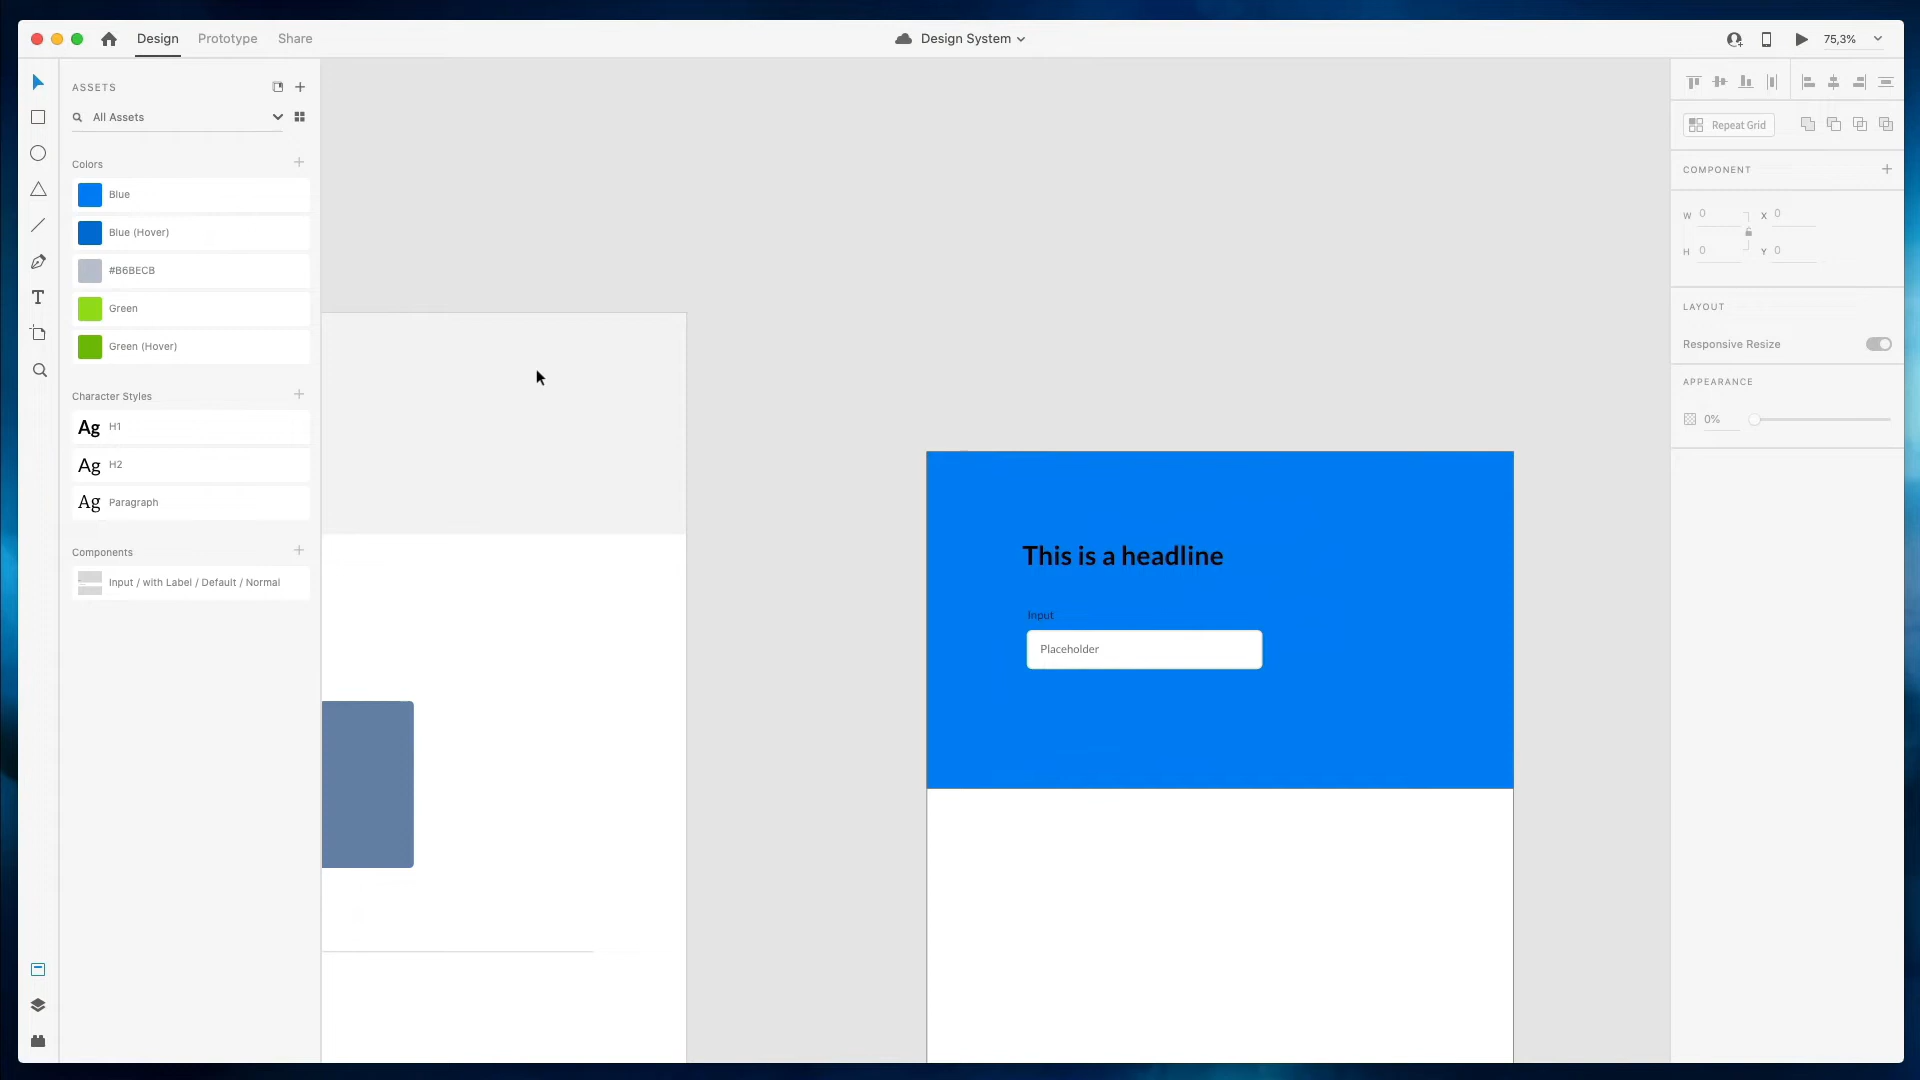 Design Prototype Share Design System 75,3%
ASSETS
All Assets
Colors
Blue
Blue (Hover)
#B6BECB
Green
Green (Hover)
Character Styles
Ag H1
Ag H2
Ag Paragraph
Components
Input / with Label / Default / Normal
This is a headline
Input
Placeholder
Repeat Grid
COMPONENT
W 0 X 0
H 0 Y 0
LAYOUT
Responsive Resize
APPEARANCE
0%